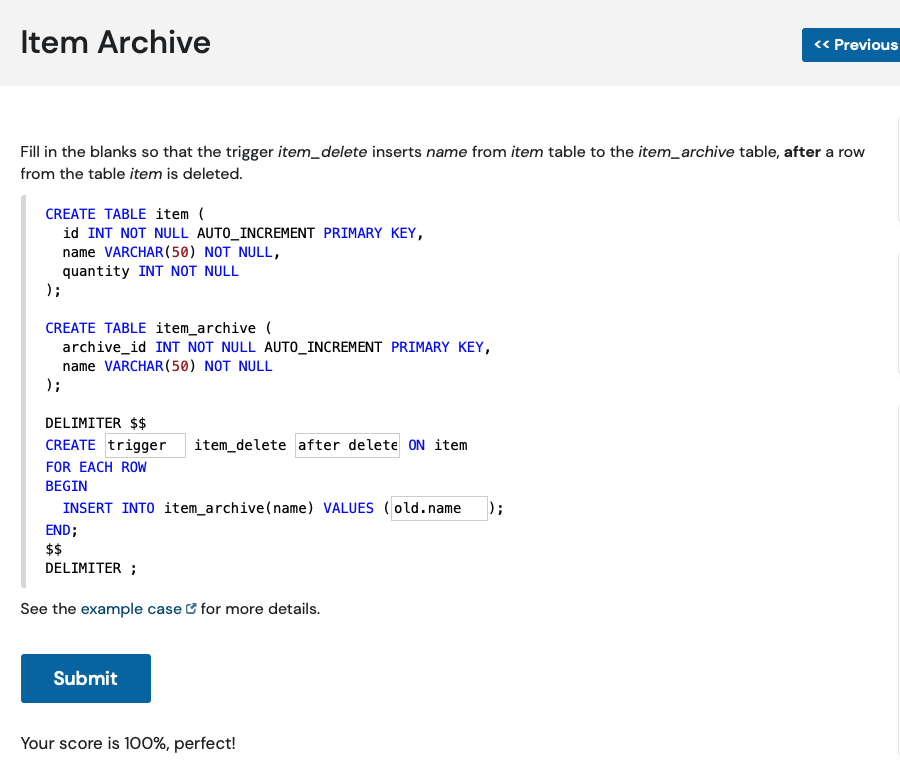 Item Archive
<< Previous
Fill in the blanks so that the trigger item_delete inserts name from item table to the item_archive table, after a row
from the table item is deleted.
CREATE TABLE item (
  id INT NOT NULL AUTO_INCREMENT PRIMARY KEY,
  name VARCHAR(50) NOT NULL,
  quantity INT NOT NULL
);
CREATE TABLE item_archive (
  archive_id INT NOT NULL AUTO_INCREMENT PRIMARY KEY,
  name VARCHAR(50) NOT NULL
);
DELIMITER $$
CREATE trigger item_delete after delete ON item
FOR EACH ROW
BEGIN
  INSERT INTO item_archive(name) VALUES (old.name);
END;
$$
DELIMITER ;
See the example case for more details.
Submit
Your score is 100%, perfect!